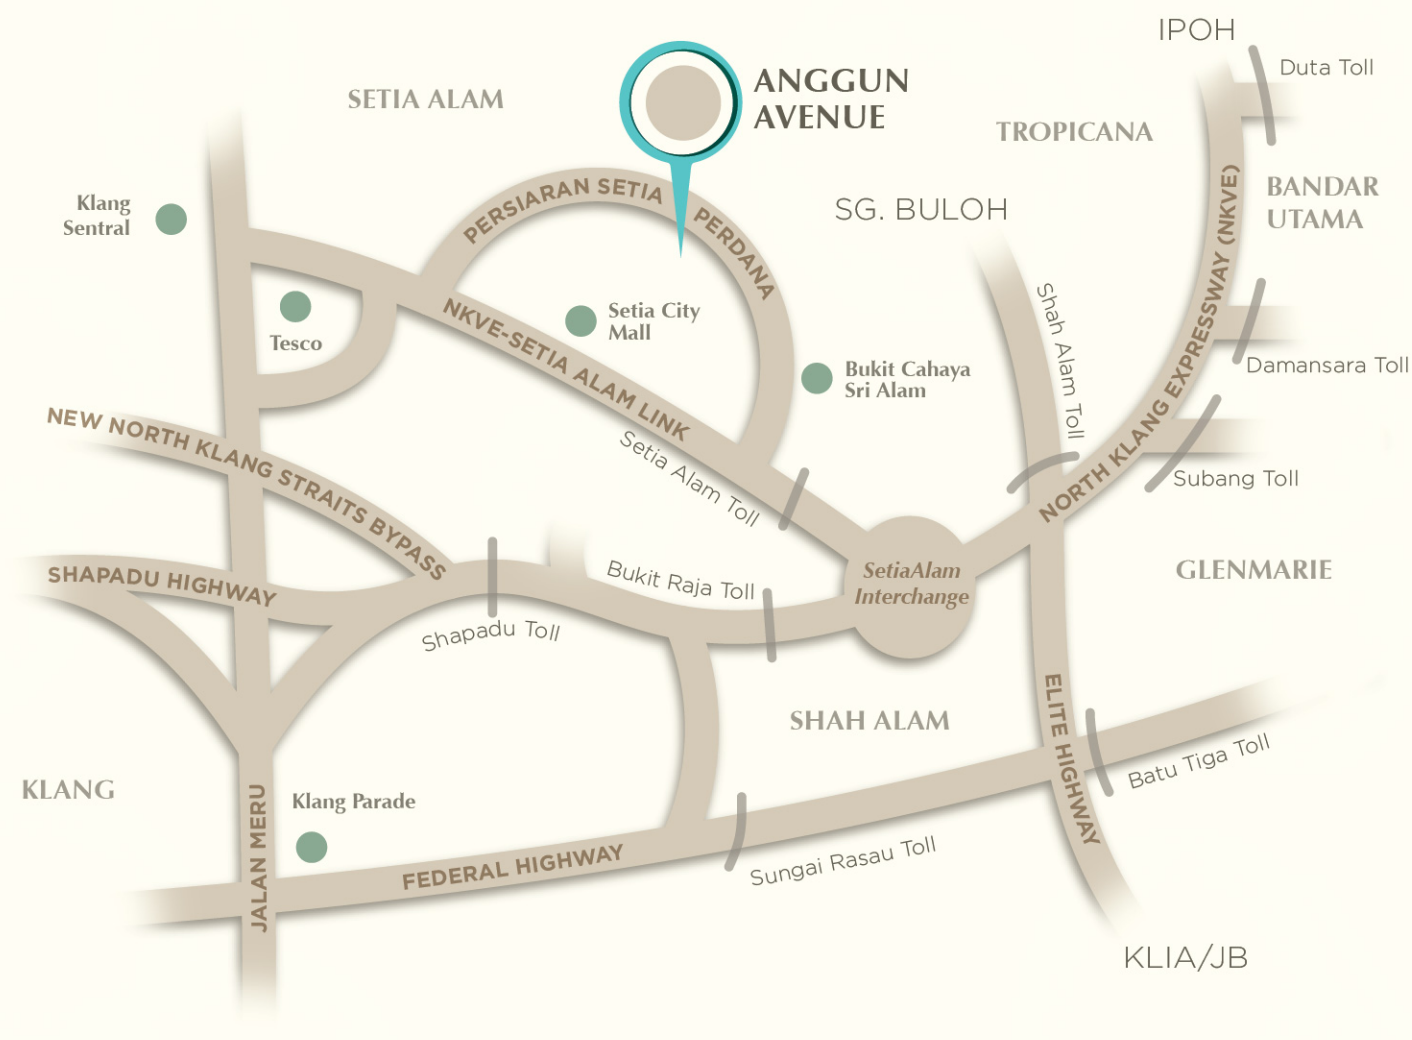 IPOH
Duta Toll
ANGGUN
AVENUE
SETIA ALAM
TROPICANA
BANDAR
UTAMA
Klang
Sentral
PERSIARAN SETIA PERDANA
SG. BULOH
NORTH KLANG EXPRESSWAY (NKVE)
Shah Alam Toll
Tesco
NKVE-SETIA ALAM LINK
Setia City
Mall
Bukit Cahaya
Sri Alam
Damansara Toll
NEW NORTH KLANG STRAITS BYPASS
Setia Alam Toll
Subang Toll
SHAPADU HIGHWAY
Bukit Raja Toll
SetiaAlam
Interchange
GLENMARIE
Shapadu Toll
SHAH ALAM
ELITE HIGHWAY
Batu Tiga Toll
KLANG
JALAN MERU
Klang Parade
FEDERAL HIGHWAY
Sungai Rasau Toll
KLIA/JB